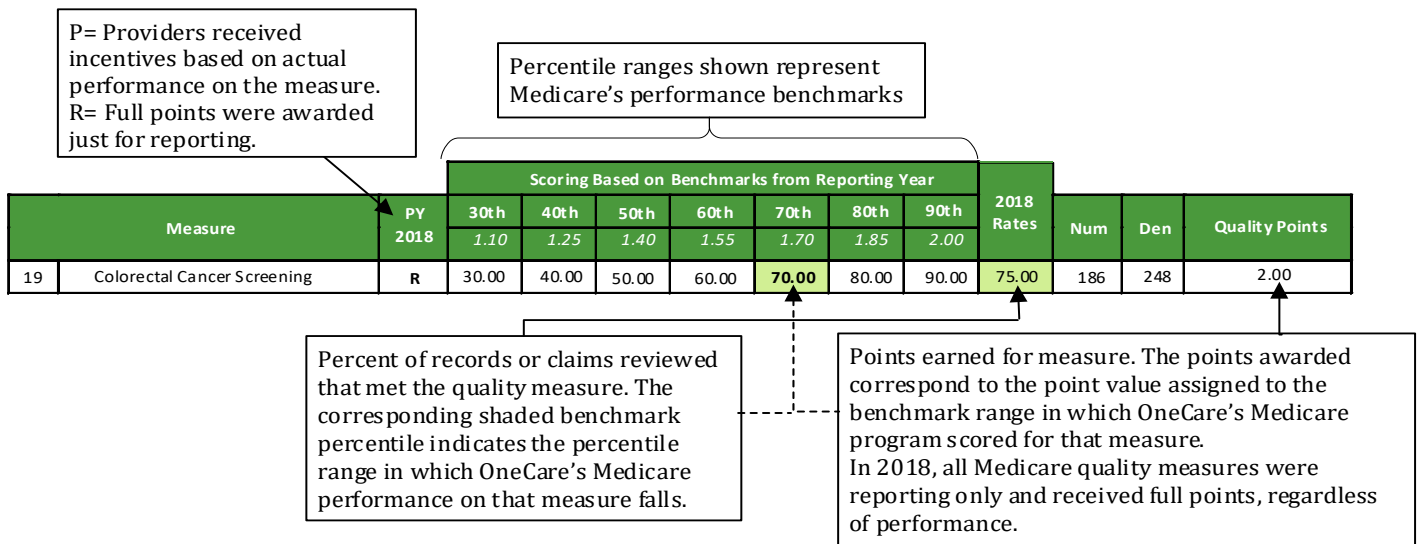 P= Providers received
incentives based on actual
performance on the measure.
R= Full points were awarded
just for reporting.
Percentile ranges shown represent
Medicare's performance benchmarks
Measure PY 2018 Scoring Based on Benchmarks from Reporting Year 2018 Rates Num Den Quality Points
30th 40th 50th 60th 70th 80th 90th
1.10 1.25 1.40 1.55 1.70 1.85 2.00
19 Colorectal Cancer Screening R 30.00 40.00 50.00 60.00 70.00 80.00 90.00 75.00 186 248 2.00
Percent of records or claims reviewed
that met the quality measure. The
corresponding shaded benchmark
percentile indicates the percentile
range in which OneCare's Medicare
performance on that measure falls.
Points earned for measure. The points awarded
correspond to the point value assigned to the
benchmark range in which OneCare's Medicare
program scored for that measure.
In 2018, all Medicare quality measures were
reporting only and received full points, regardless
of performance.